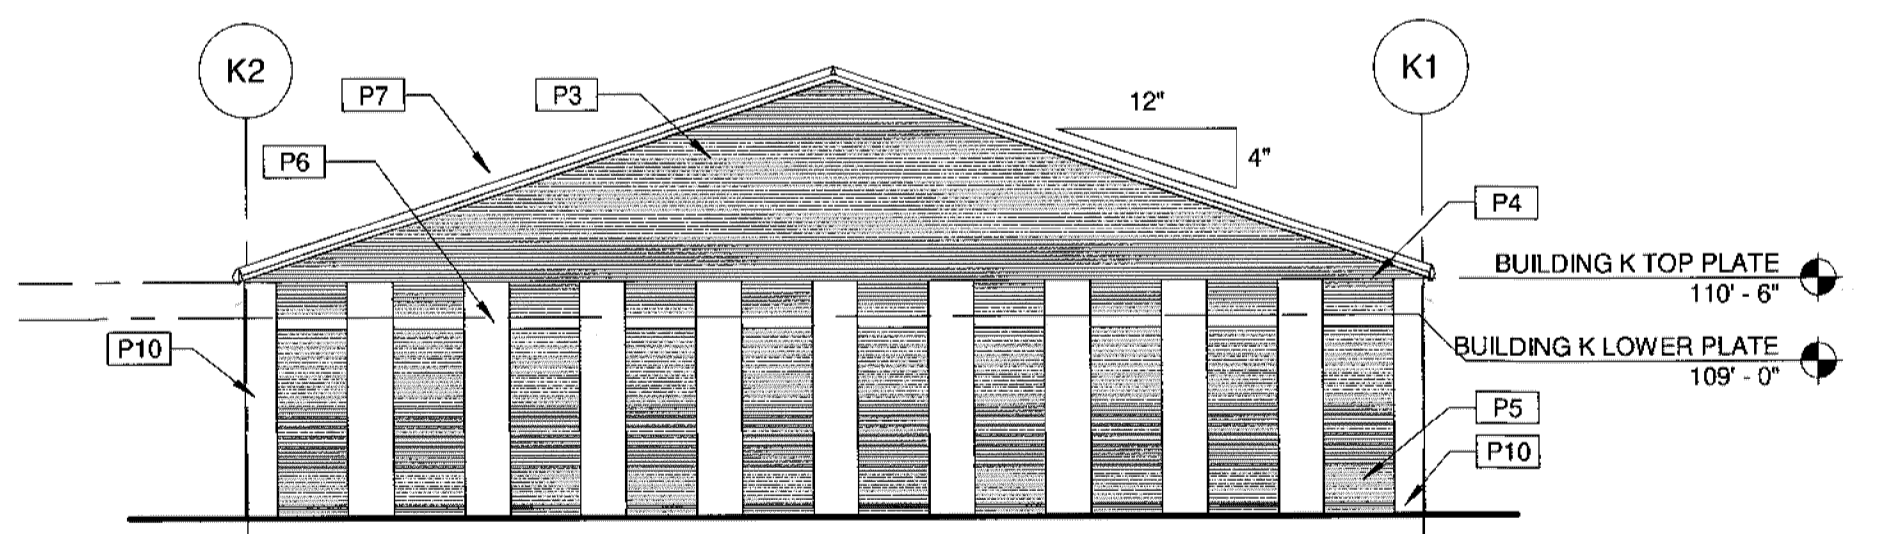 K2
K1
P7
P3
12"
P6
4"
P4
BUILDING K TOP PLATE
110' - 6"
P10
BUILDING K LOWER PLATE
109' - 0"
P5
P10